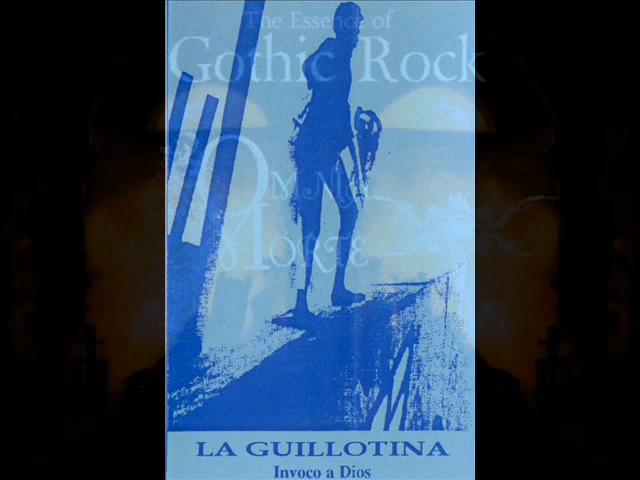 The Essence of
Gothic Rock
Omnia
Morte
LA GUILLOTINA
Invoco a Dios